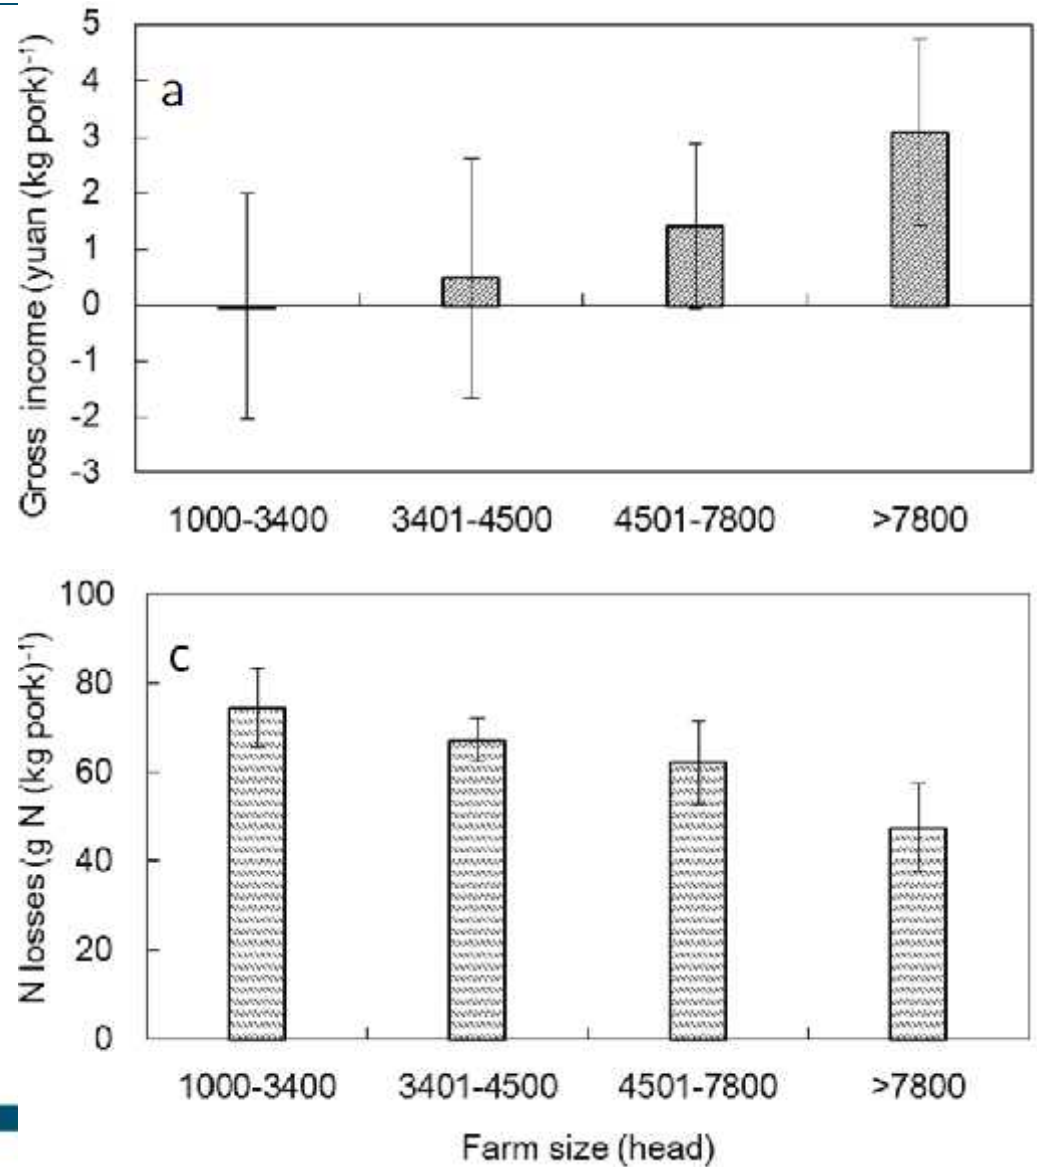 Gross income (yuan (kg pork)⁻¹)
5
4
3
2
1
0
-1
-2
-3
a
1000-3400 3401-4500 4501-7800 >7800
N losses (g N (kg pork)⁻¹)
100
80
60
40
20
0
c
1000-3400 3401-4500 4501-7800 >7800
Farm size (head)